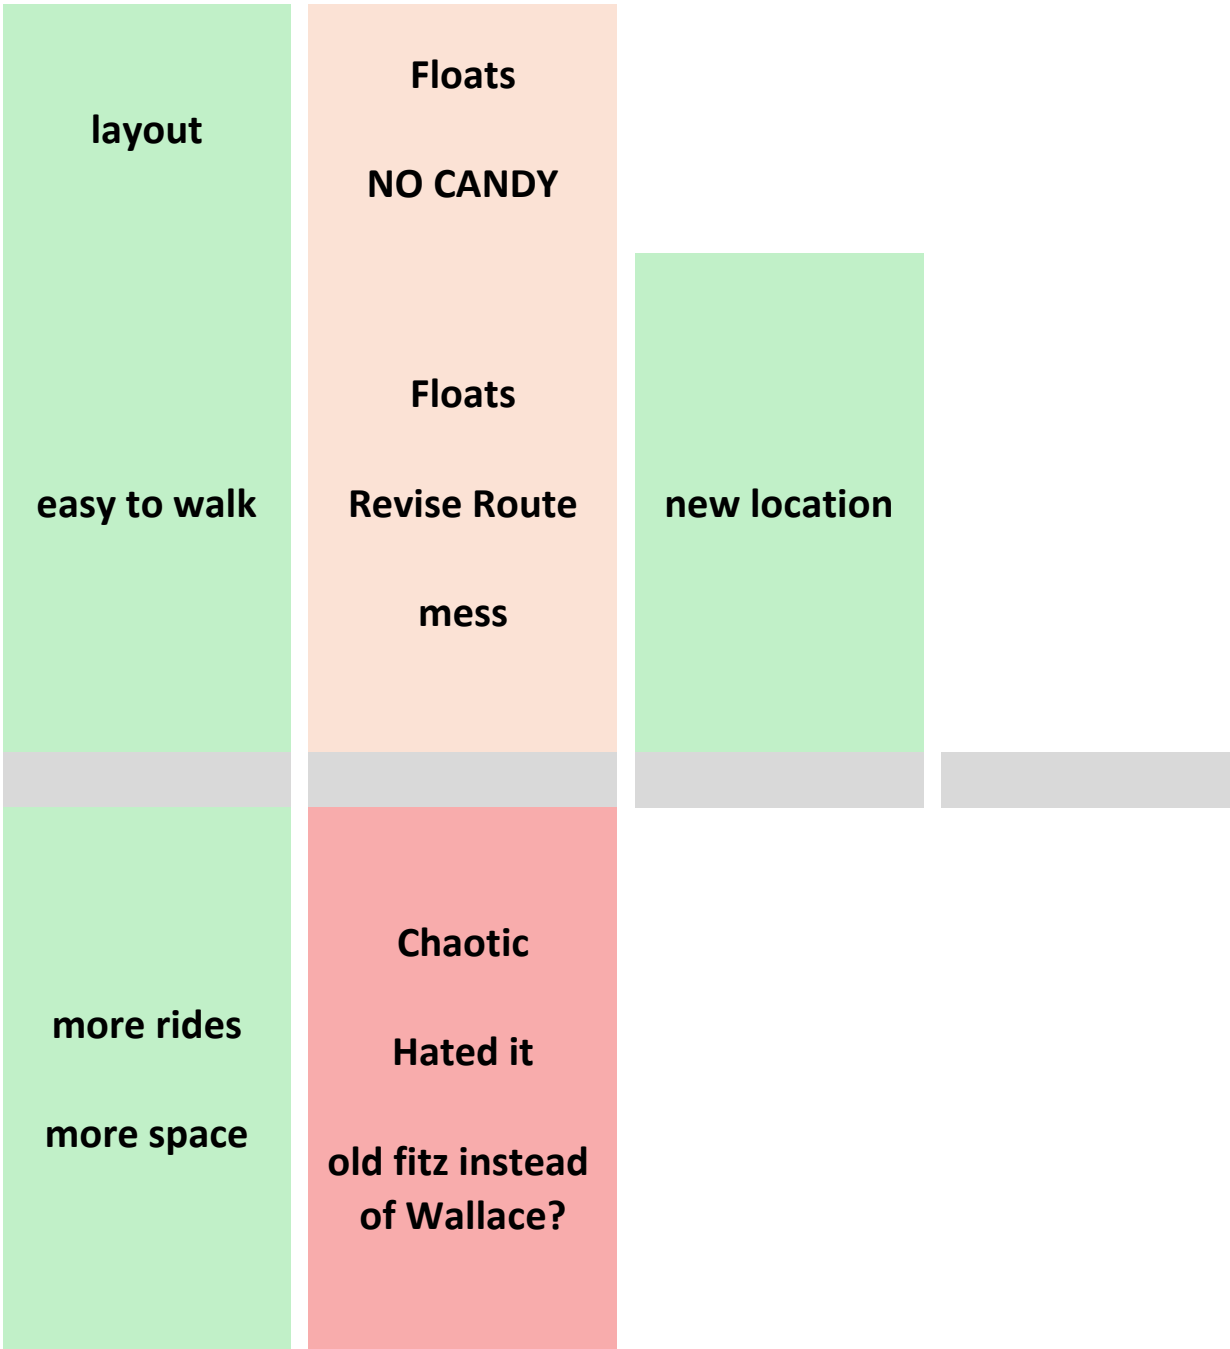 layout
Floats
NO CANDY
easy to walk
Floats
Revise Route
mess
new location
more rides
more space
Chaotic
Hated it
old fitz instead
of Wallace?